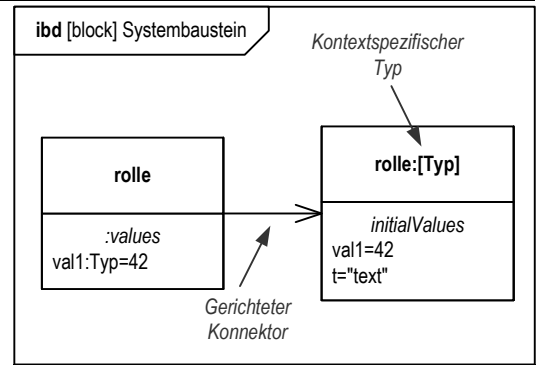 ibd [block] Systembaustein
Kontextspezifischer
Typ
rolle
:values
val1:Typ=42
rolle:[Typ]
initialValues
val1=42
t="text"
Gerichteter
Konnektor